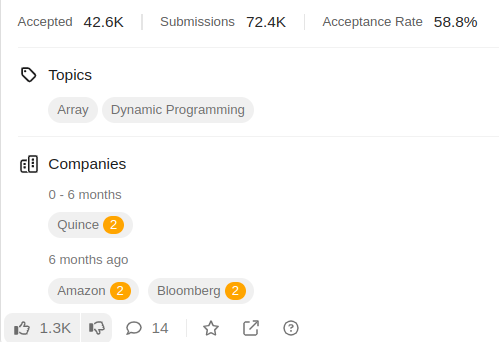 Accepted 42.6K Submissions 72.4K Acceptance Rate 58.8%
Topics
Array Dynamic Programming
Companies
0 - 6 months
Quince 2
6 months ago
Amazon 2 Bloomberg 2
1.3K 14